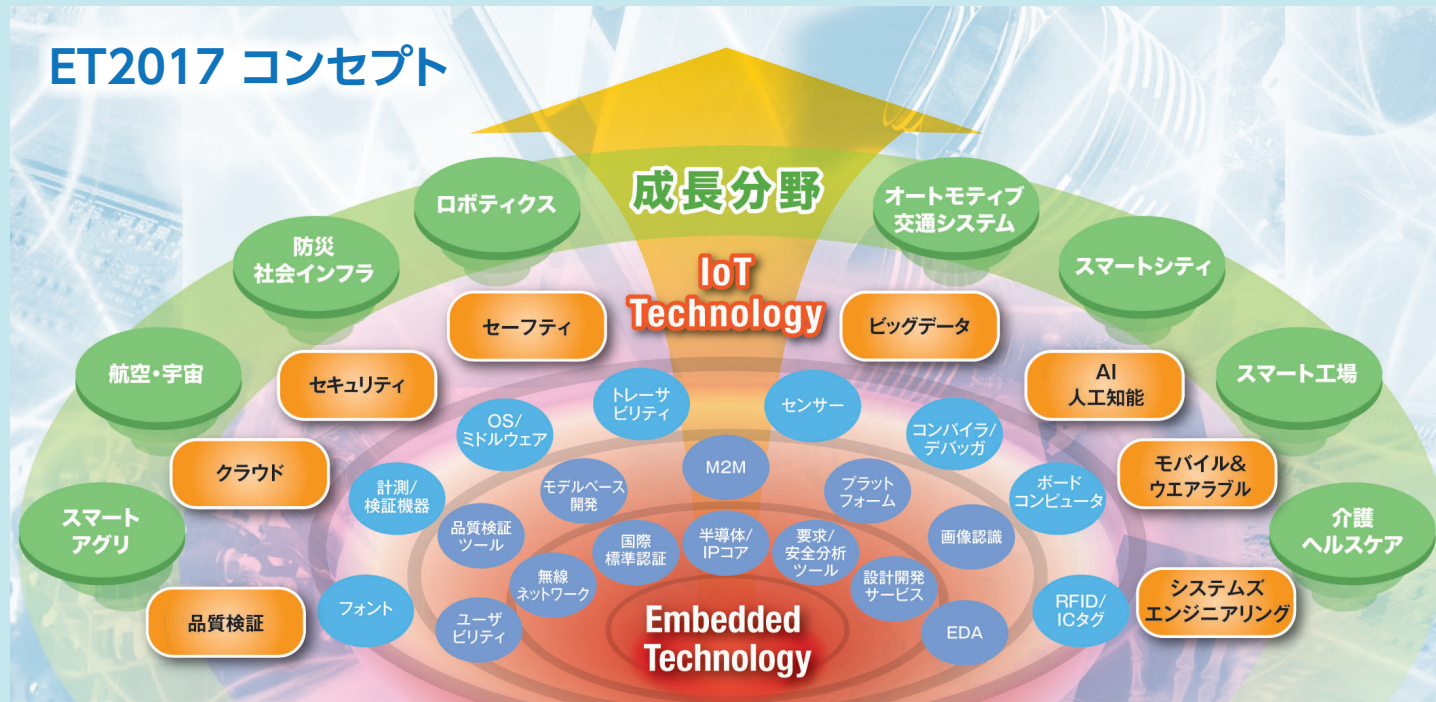 ET2017 コンセプト
成長分野
IoT
Technology
ロボティクス
オートモティブ
交通システム
防災
社会インフラ
スマートシティ
航空・宇宙
スマート工場
スマート
アグリ
介護
ヘルスケア
セーフティ
ビッグデータ
セキュリティ
AI
人工知能
クラウド
モバイル&
ウエアラブル
品質検証
システムズ
エンジニアリング
トレーサ
ビリティ
センサー
OS/
ミドルウェア
コンパイラ/
デバッガ
計測/
検証機器
ボード
コンピュータ
フォント
RFID/
ICタグ
M2M
モデルベース
開発
プラット
フォーム
品質検証
ツール
画像認識
国際
標準認証
半導体/
IPコア
要求/
安全分析
ツール
無線
ネットワーク
設計開発
サービス
ユーザ
ビリティ
EDA
Embedded
Technology